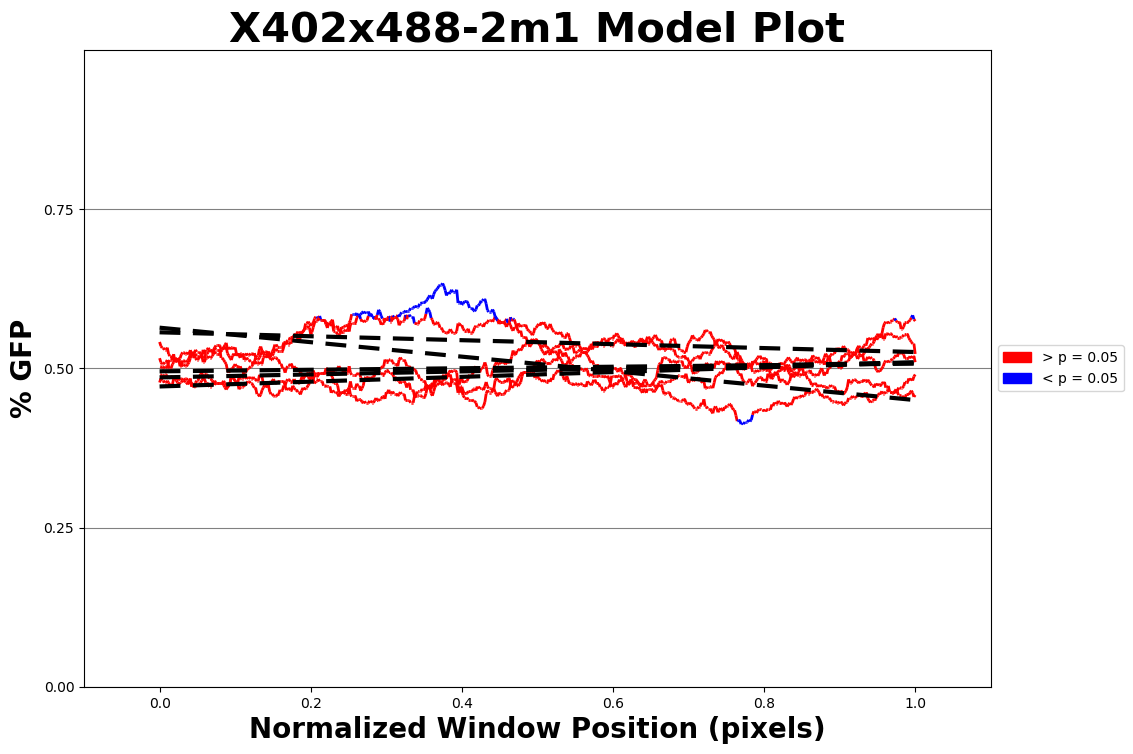 X402x488-2m1 Model Plot
% GFP
0.75
0.50
0.25
0.00
0.0 0.2 0.4 0.6 0.8 1.0
Normalized Window Position (pixels)
> p = 0.05
< p = 0.05